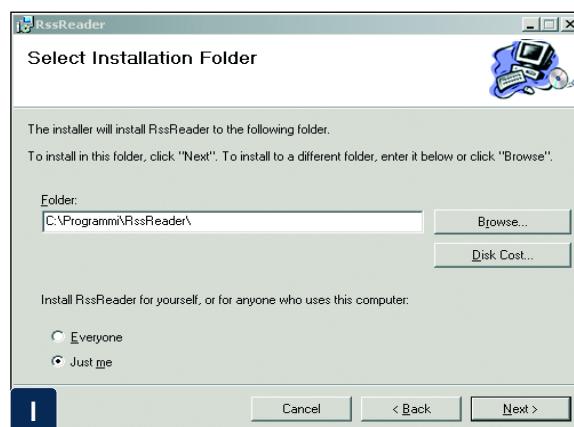 RssReader
Select Installation Folder
The installer will install RssReader to the following folder.
To install in this folder, click "Next". To install to a different folder, enter it below or click "Browse".
Folder:
C:\Programmi\RssReader\
Browse...
Disk Cost...
Install RssReader for yourself, or for anyone who uses this computer:
Everyone
Just me
Cancel
< Back
Next >
I